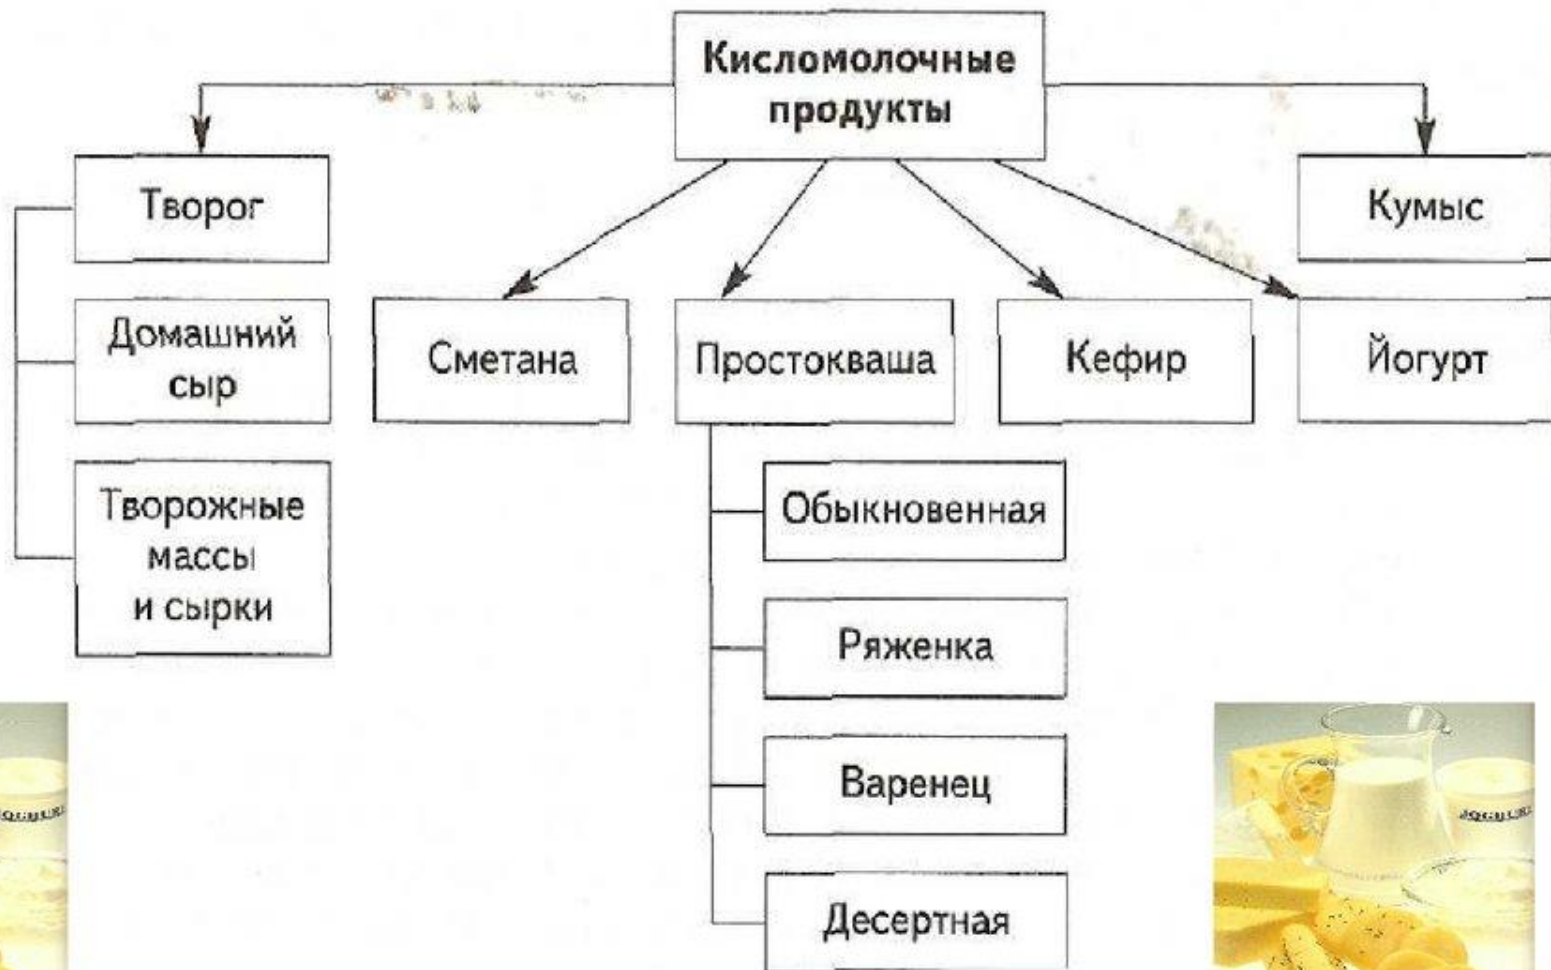 Кисломолочные
продукты
Творог
Кумыс
Домашний
сыр
Сметана
Простокваша
Кефир
Йогурт
Творожные
массы
и сырки
Обыкновенная
Ряженка
Варенец
Десертная